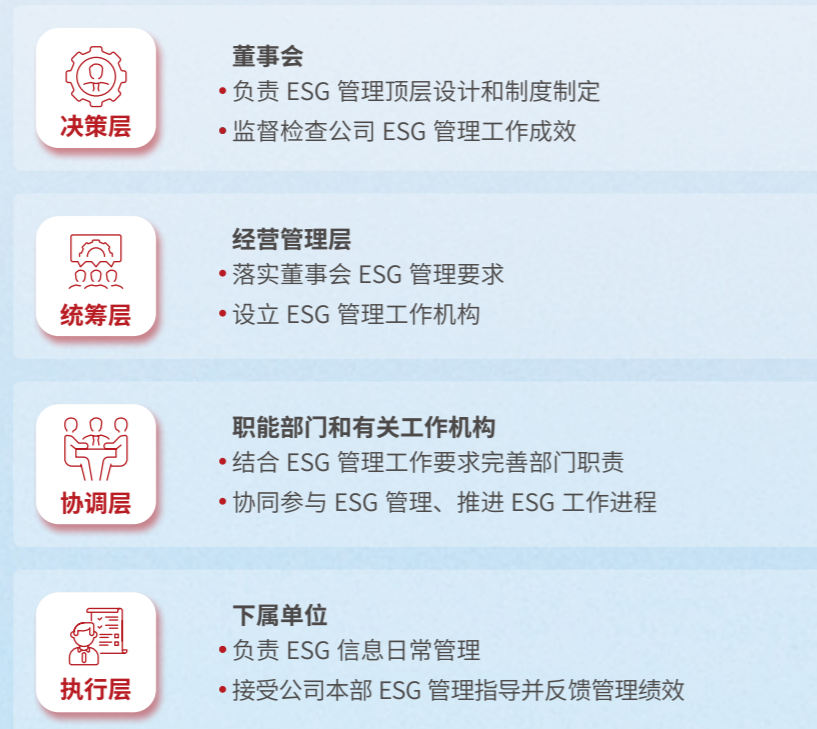 决策层
董事会
•负责 ESG 管理顶层设计和制度制定
•监督检查公司 ESG 管理工作成效
统筹层
经营管理层
•落实董事会 ESG 管理要求
•设立 ESG 管理工作机构
协调层
职能部门和有关工作机构
•结合 ESG 管理工作要求完善部门职责
•协同参与 ESG 管理、推进 ESG 工作进程
执行层
下属单位
•负责 ESG 信息日常管理
•接受公司本部 ESG 管理指导并反馈管理绩效